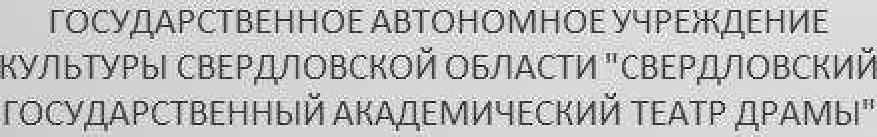 ГОСУДАРСТВЕННОЕ АВТОНОМНОЕ УЧРЕЖДЕНИЕ
КУЛЬТУРЫ СВЕРДЛОВСКОЙ ОБЛАСТИ "СВЕРДЛОВСКИЙ
ГОСУДАРСТВЕННЫЙ АКАДЕМИЧЕСКИЙ ТЕАТР ДРАМЫ"